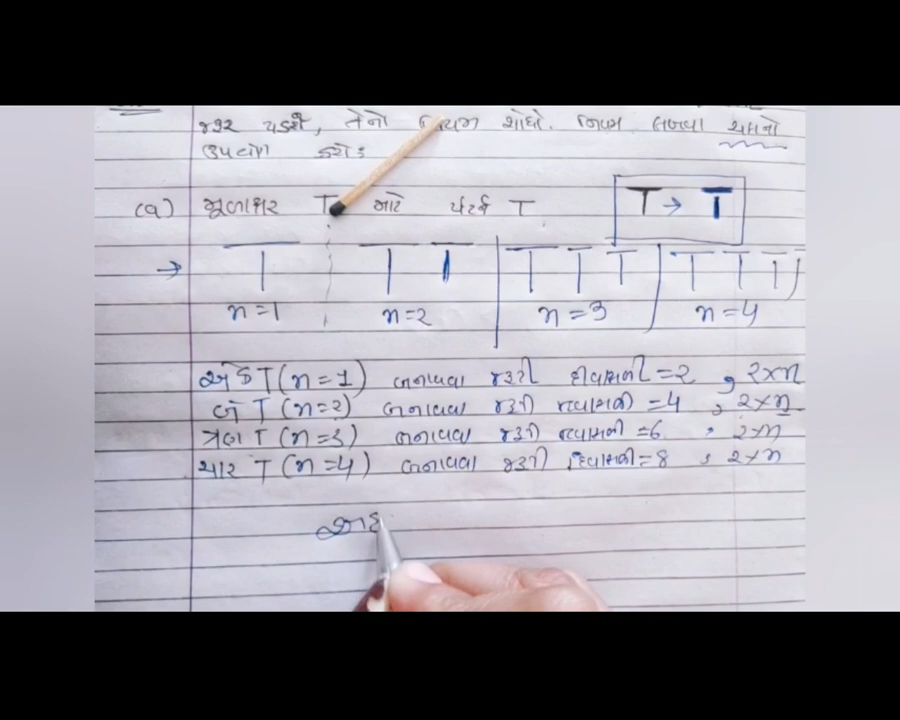 જરૂર પડશે, તેનો નિયમ શોધો. નિયમ લખવા ચલનો
ઉપયોગ કરો :
(a) મૂળાક્ષર T માટે પેટર્ન T
T → T
→ T T T T T T T T T T
n=1 n=2 n=3 n=4
એક T (n=1) બનાવવા જરૂરી દીવાસળી =2 , 2×n
બે T (n=2) બનાવવા જરૂરી =4 , 2×n
ત્રણ T (n=3) બનાવવા જરૂરી =6 , 2×n
ચાર T (n=4) બનાવવા જરૂરી દિવાસળી=8 , 2×n